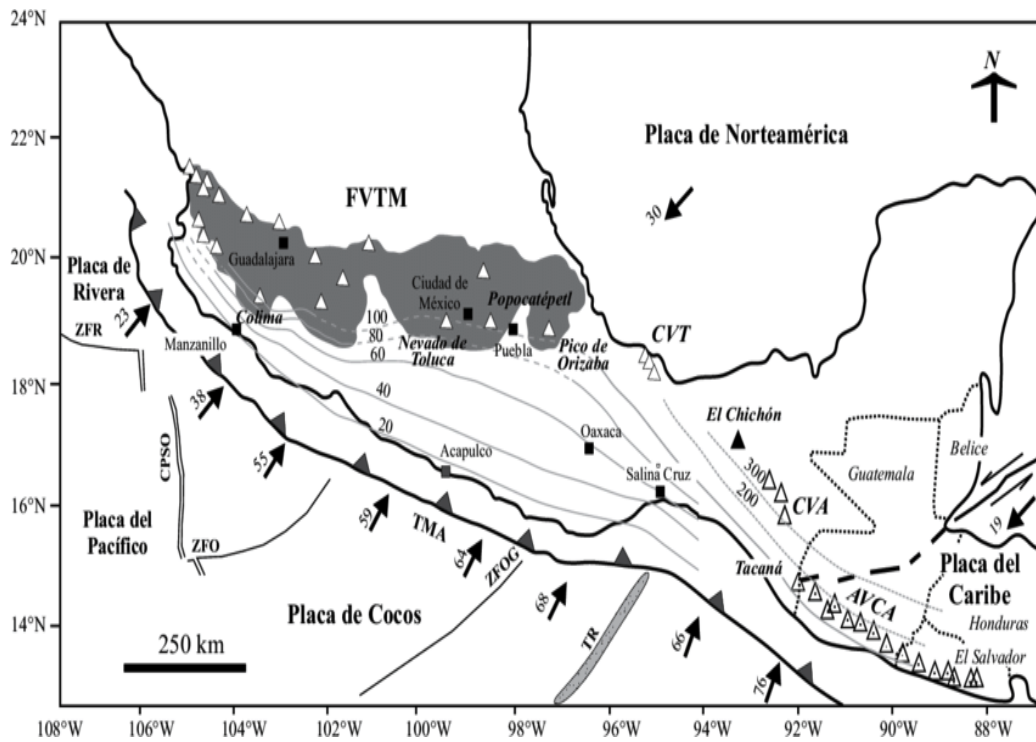 24°N
22°N
20°N
18°N
16°N
14°N
N
Placa de Norteamérica
30
FVTM
Guadalajara
Ciudad de
México
Popocatépetl
Placa de
Rivera
23
ZFR
Colima
Manzanillo
100
80
60
40
20
Nevado de
Toluca
Puebla
Pico de
Orizaba
CVT
El Chichón
38
CPSO
55
Acapulco
Oaxaca
Salina Cruz
300
200
CVA
Guatemala
Belice
19
59
TMA
Placa del
Pacífico
ZFO
64
ZFOG
Tacaná
AVCA
Placa del
Caribe
Honduras
El Salvador
Placa de Cocos
68
TR
66
76
250 km
108°W
106°W
104°W
102°W
100°W
98°W
96°W
94°W
92°W
90°W
88°W